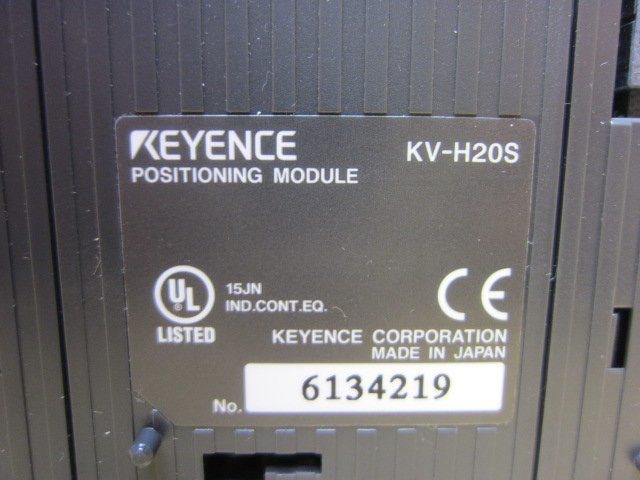 KEYENCE KV-H20S
POSITIONING MODULE
UL ® 15JN
IND.CONT.EQ.
LISTED
CE
KEYENCE CORPORATION
MADE IN JAPAN
No. 6134219